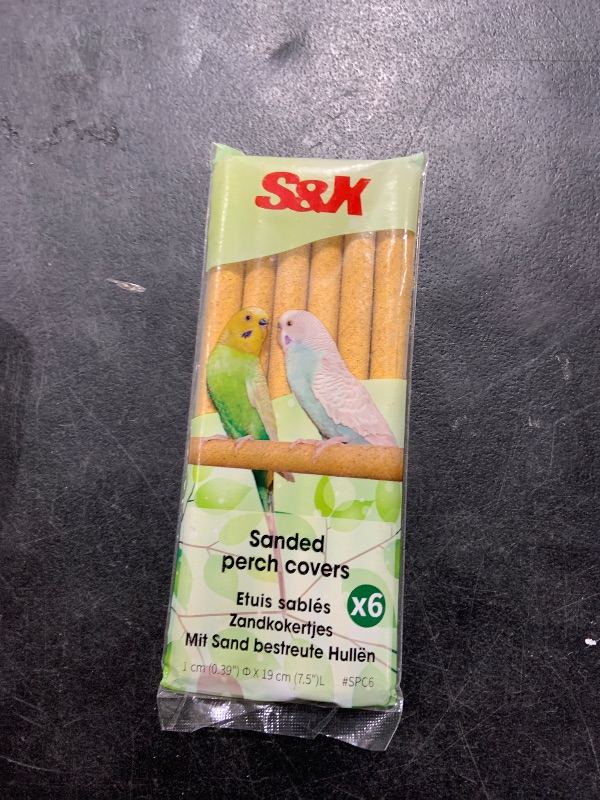 S&K
Sanded
perch covers
x6
Etuis sablés
Zandkokertjes
Mit Sand bestreute Hullën
1 cm (0.39") Φ X 19 cm (7.5")L #SPC6